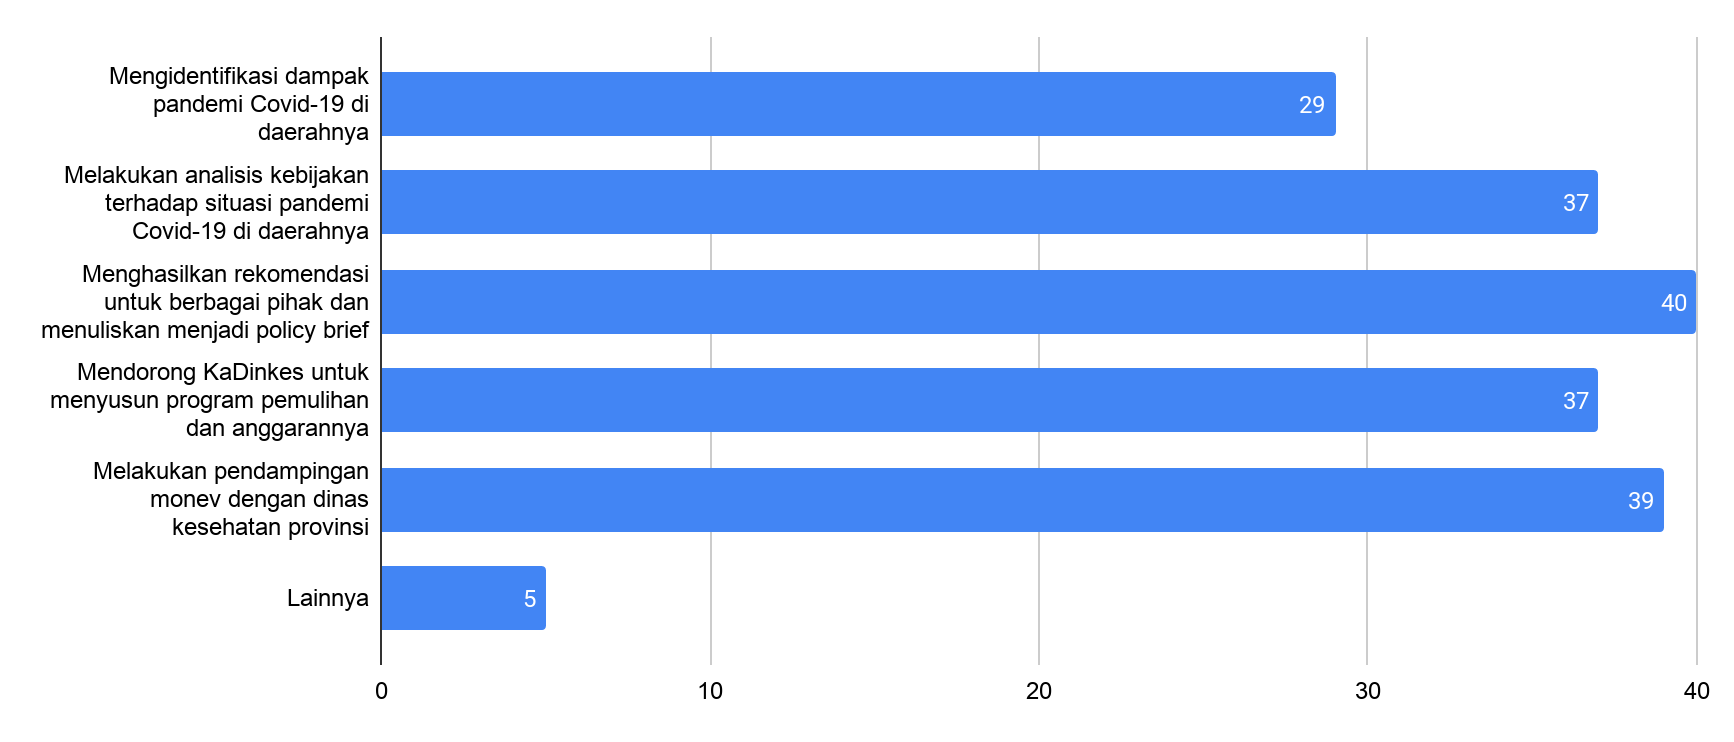 Mengidentifikasi dampak
pandemi Covid-19 di
daerahnya
29
Melakukan analisis kebijakan
terhadap situasi pandemi
Covid-19 di daerahnya
37
Menghasilkan rekomendasi
untuk berbagai pihak dan
menuliskan menjadi policy brief
40
Mendorong KaDinkes untuk
menyusun program pemulihan
dan anggarannya
37
Melakukan pendampingan
monev dengan dinas
kesehatan provinsi
39
Lainnya
5
0 10 20 30 40